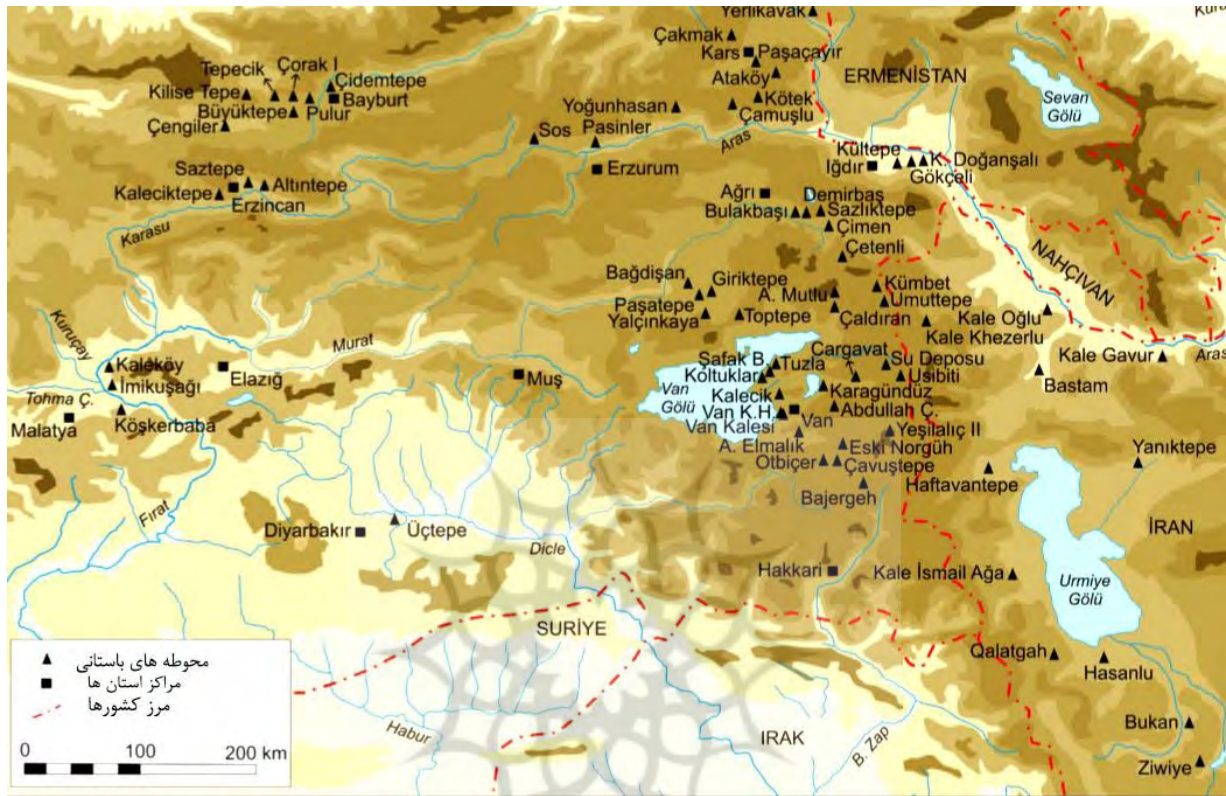 Yerlikavak
Kura
Çakmak
Kars
Paşaçayır
Ataköy
ERMENİSTAN
Sevan
Gölü
Tepecik
Çorak I
Çidemtepe
Kilise Tepe
Bayburt
Büyüktepe
Pulur
Çengiler
Yoğunhasan
Kötek
Çamuşlu
Sos
Pasinler
Aras
Erzurum
Kültepe
K. Doğanşalı
Iğdır
Gökçeli
Saztepe
Altıntepe
Kaleciktepe
Erzincan
Karasu
Ağrı
Demirbaş
Bulakbaşı
Sazlıktepe
Çimen
Çetenli
NAHÇIVAN
Bağdişan
Giriktepe
A. Mutlu
Kümbet
Umuttepe
Paşatepe
Yalçınkaya
Toptepe
Çaldıran
Kale Oğlu
Kale Khezerlu
Kale Gavur
Aras
Kuruçay
Murat
Kaleköy
İmikuşağı
Elazığ
Muş
Tohma Ç.
Malatya
Köşkerbaba
Şafak B.
Tuzla
Çargavat
Su Deposu
Koltuklar
Usıbiti
Bastam
Van
Gölü
Kalecik
Karagündüz
Van K.H.
Abdullah Ç.
Van Kalesi
Van
Yeşilalıç II
A. Elmalık
Eski Norgüh
Otbiçer
Çavuştepe
Yanıktepe
Haftavantepe
Bajergeh
Fırat
Diyarbakır
Üçtepe
Dicle
İRAN
Hakkari
Kale İsmail Ağa
Urmiye
Gölü
SURİYE
Qalatgah
Hasanlu
Habur
IRAK
B. Zap
Bukan
Ziwiye
محوطه های باستانی
مراکز استان ها
مرز کشورها
0 100 200 km